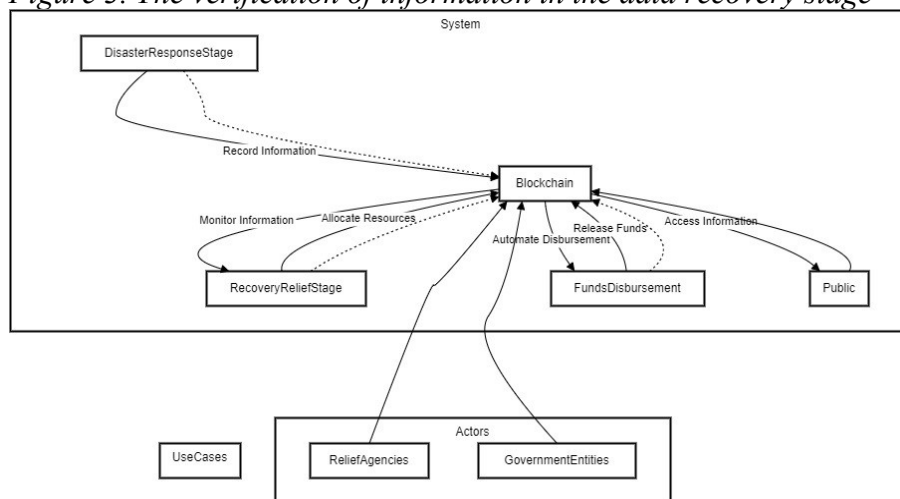 Figure 3. The verification of information in the data recovery stage
System
DisasterResponseStage
Record Information
Blockchain
Monitor Information
Allocate Resources
Automate Disbursement
Release Funds
Access Information
RecoveryReliefStage
FundsDisbursement
Public
Actors
UseCases
ReliefAgencies
GovernmentEntities